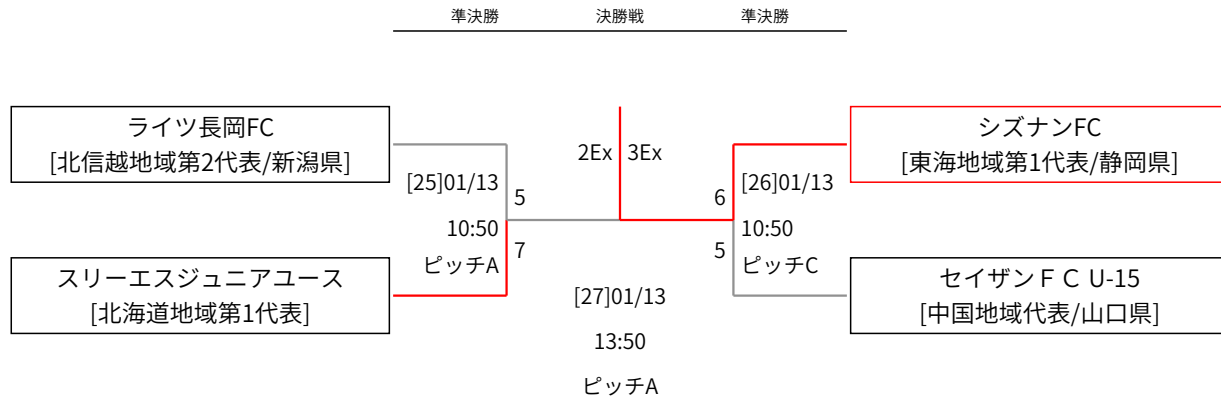 準決勝 決勝戦 準決勝
ライツ長岡FC
[北信越地域第2代表/新潟県]
シズナンFC
[東海地域第1代表/静岡県]
2Ex 3Ex
[25]01/13
5
10:50
7
ピッチA
6
[26]01/13
10:50
5
ピッチC
スリーエスジュニアユース
[北海道地域第1代表]
セイザンＦＣ U-15
[中国地域代表/山口県]
[27]01/13
13:50
ピッチA